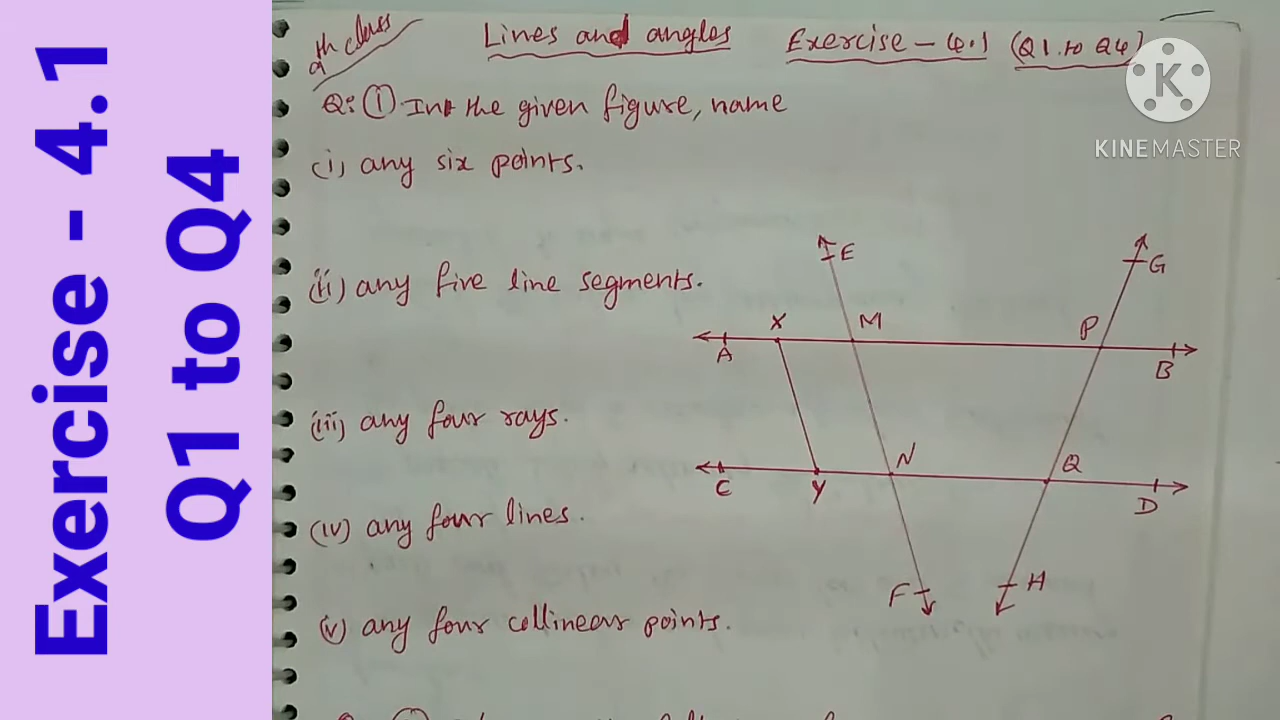 Exercise - 4.1
Q1 to Q4
9th class
Lines and angles Exercise - 4.1 (Q1 to Q4)
Q: ① In the given figure, name
(i) any six points.
(ii) any five line segments.
(iii) any four rays.
(iv) any four lines.
(v) any four collinear points.
E
G
X M P
A B
N Q
C Y D
F H
KINEMASTER
K